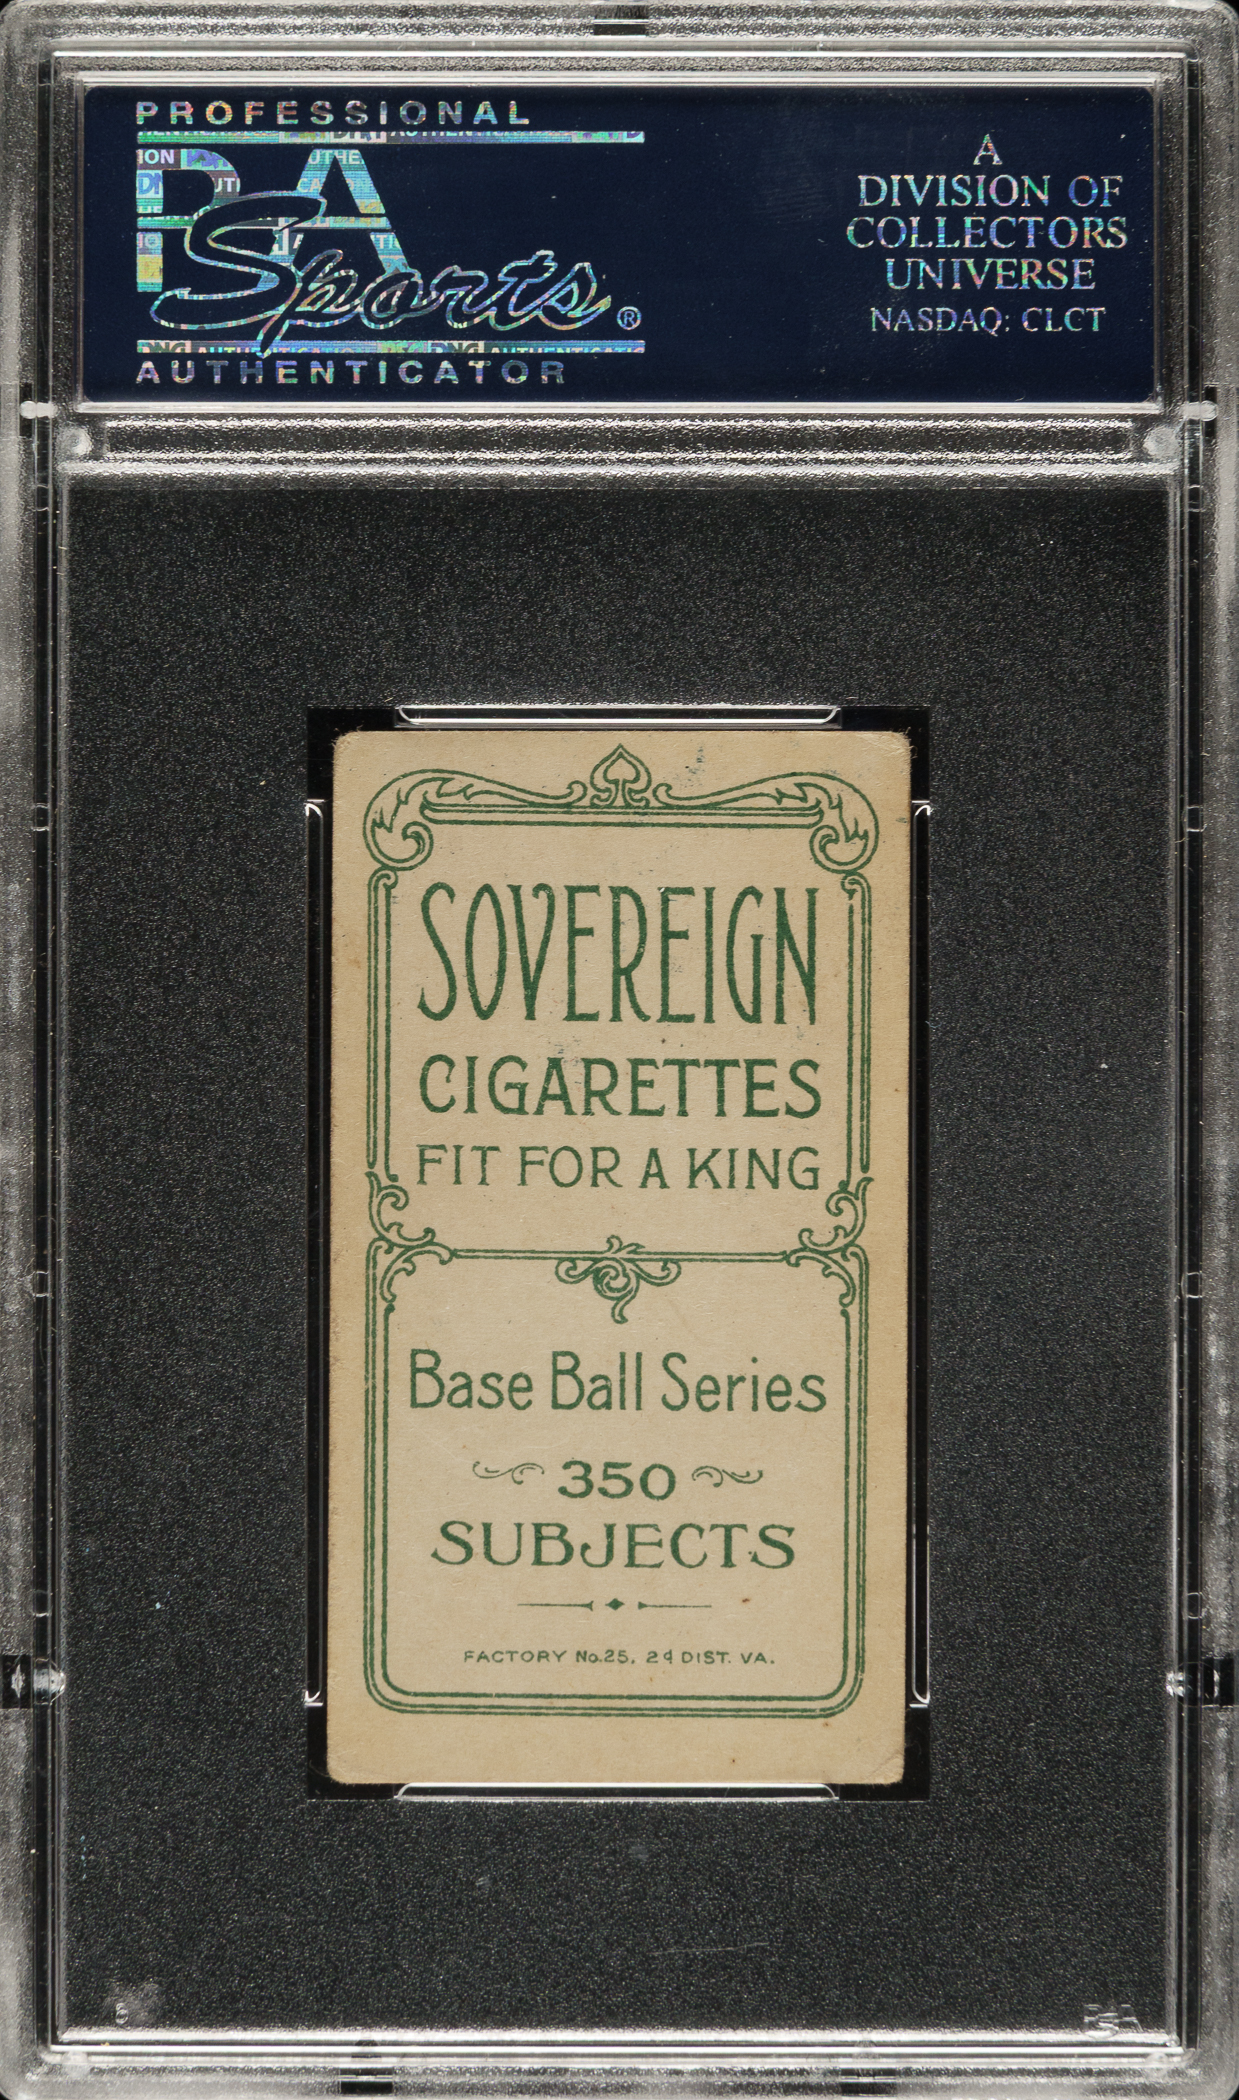 PROFESSIONAL
PSA
Sports®
AUTHENTICATOR
A
DIVISION OF
COLLECTORS
UNIVERSE
NASDAQ: CLCT
SOVEREIGN
CIGARETTES
FIT FOR A KING
Base Ball Series
350
SUBJECTS
FACTORY No.25, 2d DIST. VA.
PSA